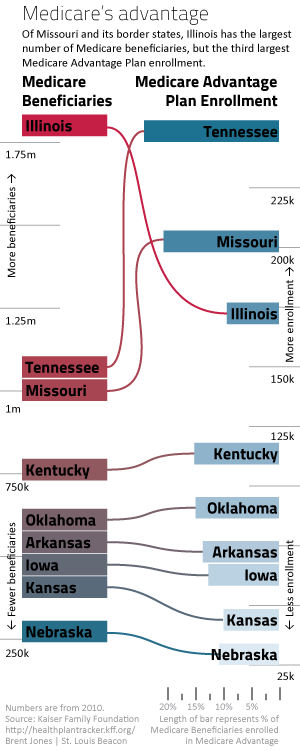 Medicare's advantage
Of Missouri and its border states, Illinois has the largest
number of Medicare beneficiaries, but the third largest
Medicare Advantage Plan enrollment.
Medicare
Beneficiaries
Medicare Advantage
Plan Enrollment
Illinois
Tennessee
1.75m
More beneficiaries →
225k
Missouri
200k
More enrollment →
Illinois
1.25m
Tennessee
150k
Missouri
1m
125k
Kentucky
Kentucky
750k
Oklahoma
Oklahoma
Arkansas
Arkansas
Iowa
Iowa
Kansas
Kansas
← Fewer beneficiaries
← Less enrollment
Nebraska
Nebraska
250k
25k
20%
15%
10%
5%
Length of bar represents % of
Medicare Beneficiaries enrolled
in Medicare Advantage
Numbers are from 2010.
Source: Kaiser Family Foundation
http://healthplantracker.kff.org/
Brent Jones | St. Louis Beacon